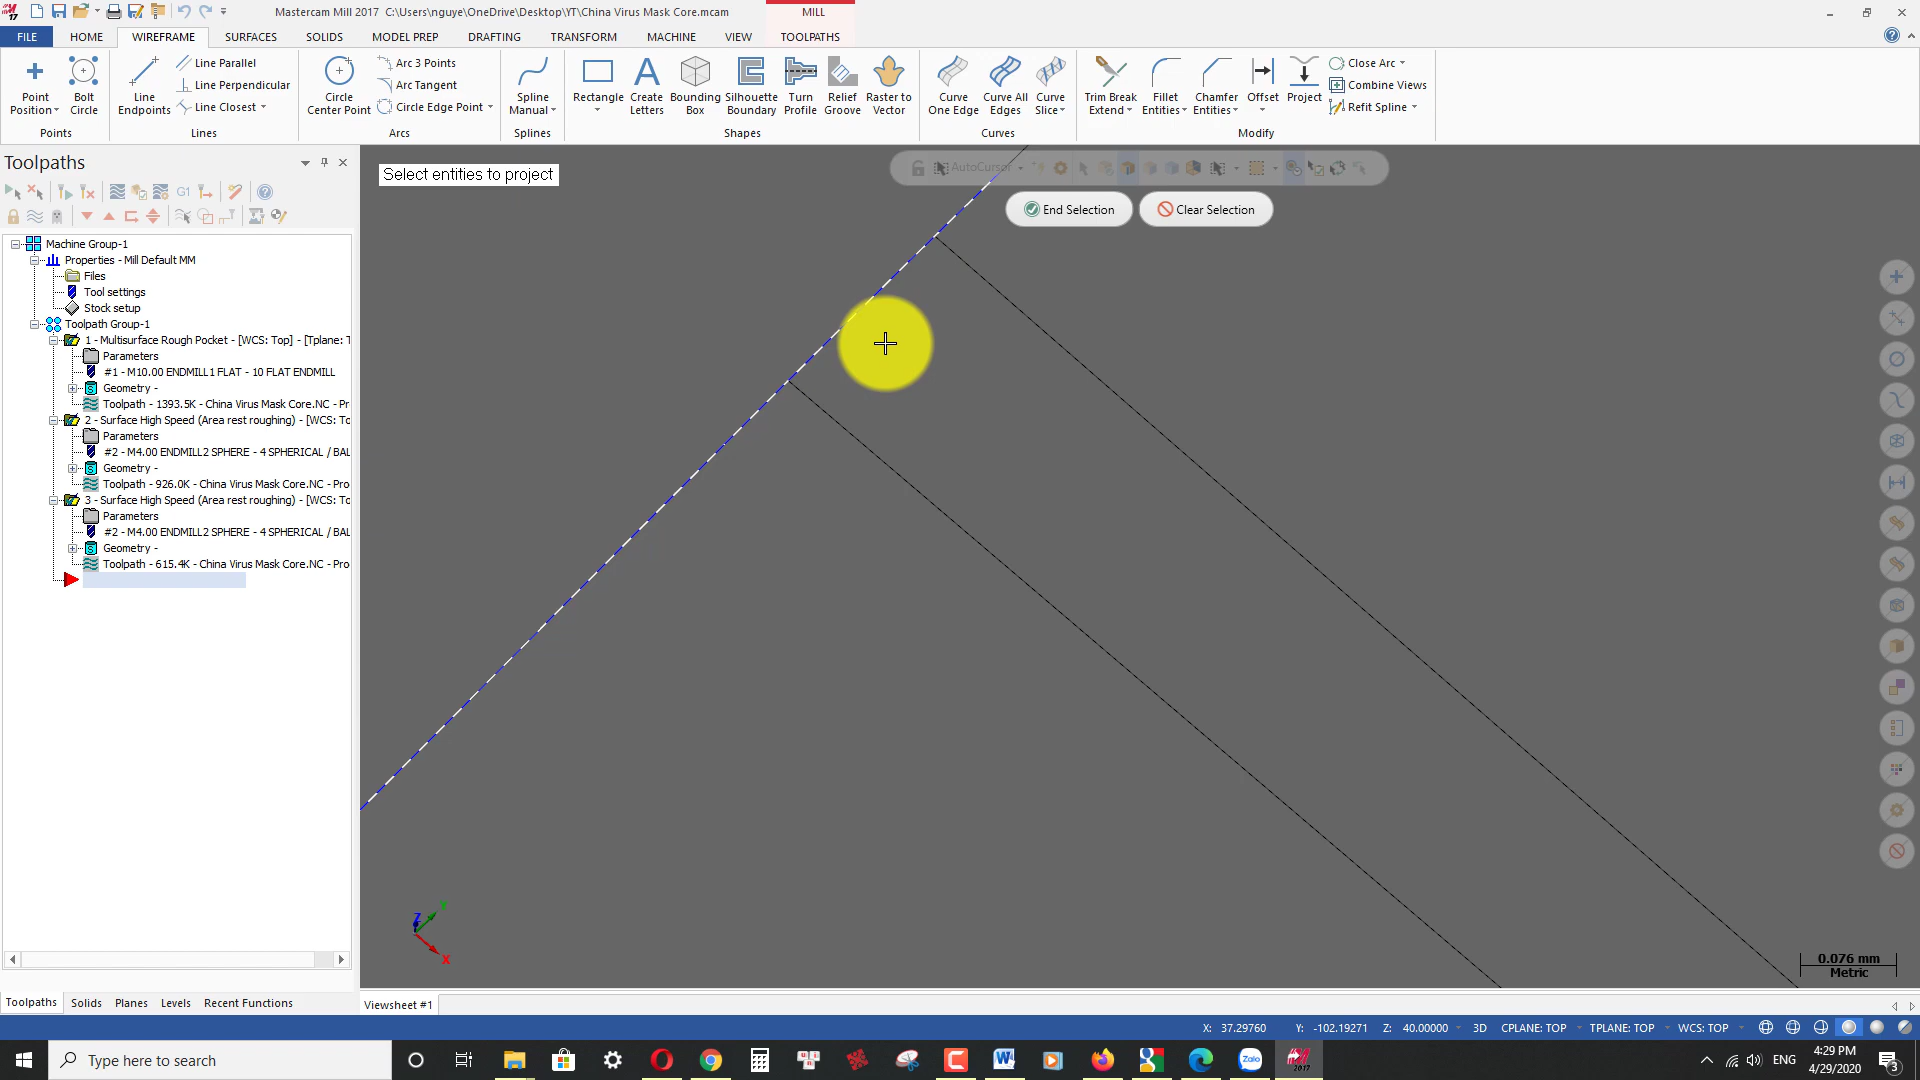 Mastercam Mill 2017 C:\Users\nguye\OneDrive\Desktop\YT\China Virus Mask Core.mcam
MILL
FILE HOME WIREFRAME SURFACES SOLIDS MODEL PREP DRAFTING TRANSFORM MACHINE VIEW TOOLPATHS
Point Position
Bolt Circle
Points
Line Endpoints
Line Parallel
Line Perpendicular
Line Closest
Lines
Circle Center Point
Arc 3 Points
Arc Tangent
Circle Edge Point
Arcs
Spline Manual
Splines
Rectangle
Create Letters
Bounding Box
Silhouette Boundary
Turn Profile
Relief Groove
Raster to Vector
Shapes
Curve One Edge
Curve All Edges
Curve Slice
Curves
Trim Break Extend
Fillet Entities
Chamfer Entities
Offset
Project
Close Arc
Combine Views
Refit Spline
Modify
Toolpaths
G1
Machine Group-1
Properties - Mill Default MM
Files
Tool settings
Stock setup
Toolpath Group-1
1 - Multisurface Rough Pocket - [WCS: Top] - [Tplane: T
Parameters
#1 - M10.00 ENDMILL1 FLAT - 10 FLAT ENDMILL
Geometry -
Toolpath - 1393.5K - China Virus Mask Core.NC - Pr
2 - Surface High Speed (Area rest roughing) - [WCS: To
Parameters
#2 - M4.00 ENDMILL2 SPHERE - 4 SPHERICAL / BAL
Geometry -
Toolpath - 926.0K - China Virus Mask Core.NC - Pro
3 - Surface High Speed (Area rest roughing) - [WCS: To
Parameters
#2 - M4.00 ENDMILL2 SPHERE - 4 SPHERICAL / BAL
Geometry -
Toolpath - 615.4K - China Virus Mask Core.NC - Pro
Toolpaths Solids Planes Levels Recent Functions
Select entities to project
AutoCursor
End Selection
Clear Selection
Z
Y
X
0.076 mm
Metric
Viewsheet #1
X: 37.29760 Y: -102.19271 Z: 40.00000 3D CPLANE: TOP TPLANE: TOP WCS: TOP
Type here to search
Zalo
2017
ENG
4:29 PM
4/29/2020
3